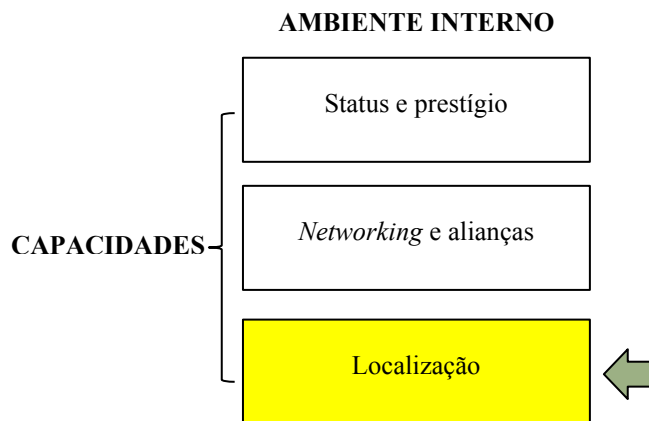 AMBIENTE INTERNO
Status e prestígio
Networking e alianças
CAPACIDADES
Localização